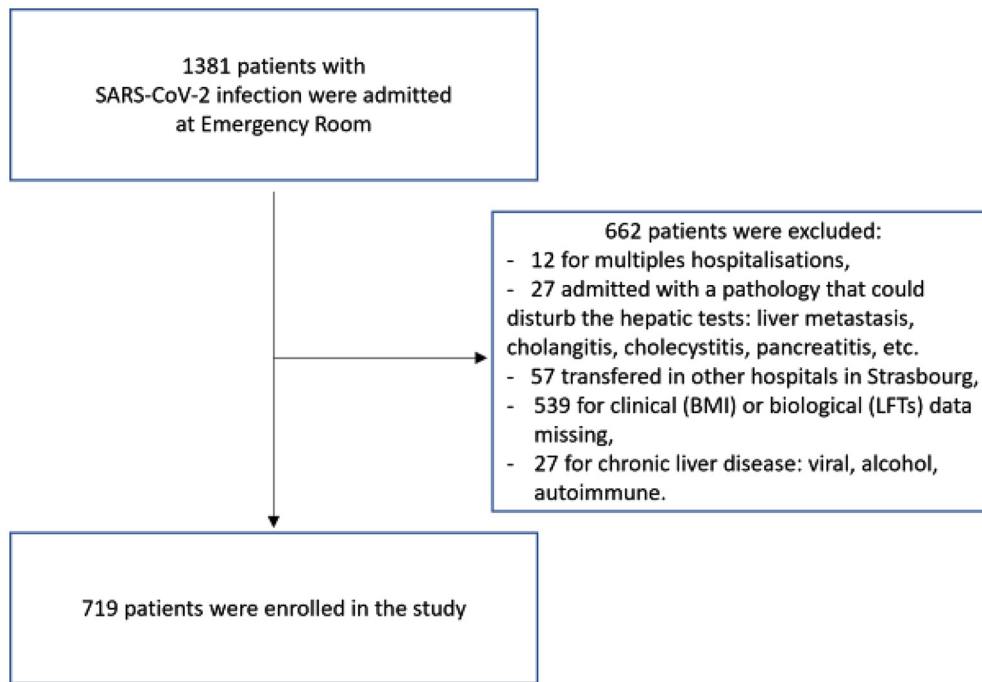 1381 patients with
SARS-CoV-2 infection were admitted
at Emergency Room
662 patients were excluded:
- 12 for multiples hospitalisations,
- 27 admitted with a pathology that could
disturb the hepatic tests: liver metastasis,
cholangitis, cholecystitis, pancreatitis, etc.
- 57 transfered in other hospitals in Strasbourg,
- 539 for clinical (BMI) or biological (LFTs) data
missing,
- 27 for chronic liver disease: viral, alcohol,
autoimmune.
719 patients were enrolled in the study